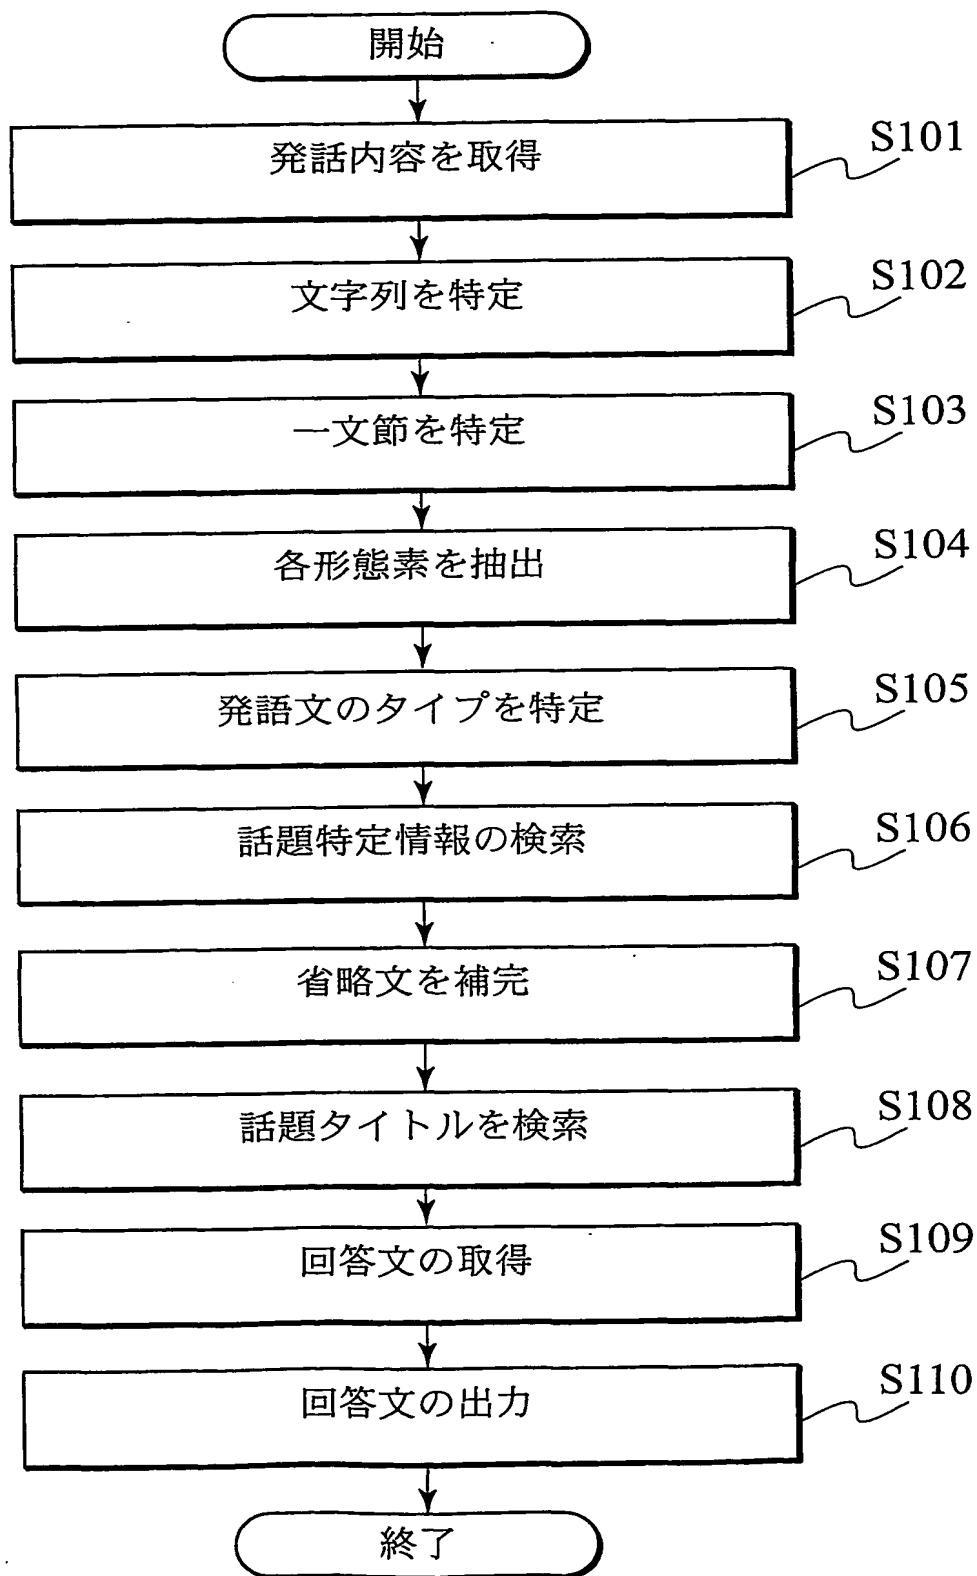 開始
発話内容を取得
S101
文字列を特定
S102
一文節を特定
S103
各形態素を抽出
S104
発語文のタイプを特定
S105
話題特定情報の検索
S106
省略文を補完
S107
話題タイトルを検索
S108
回答文の取得
S109
回答文の出力
S110
終了